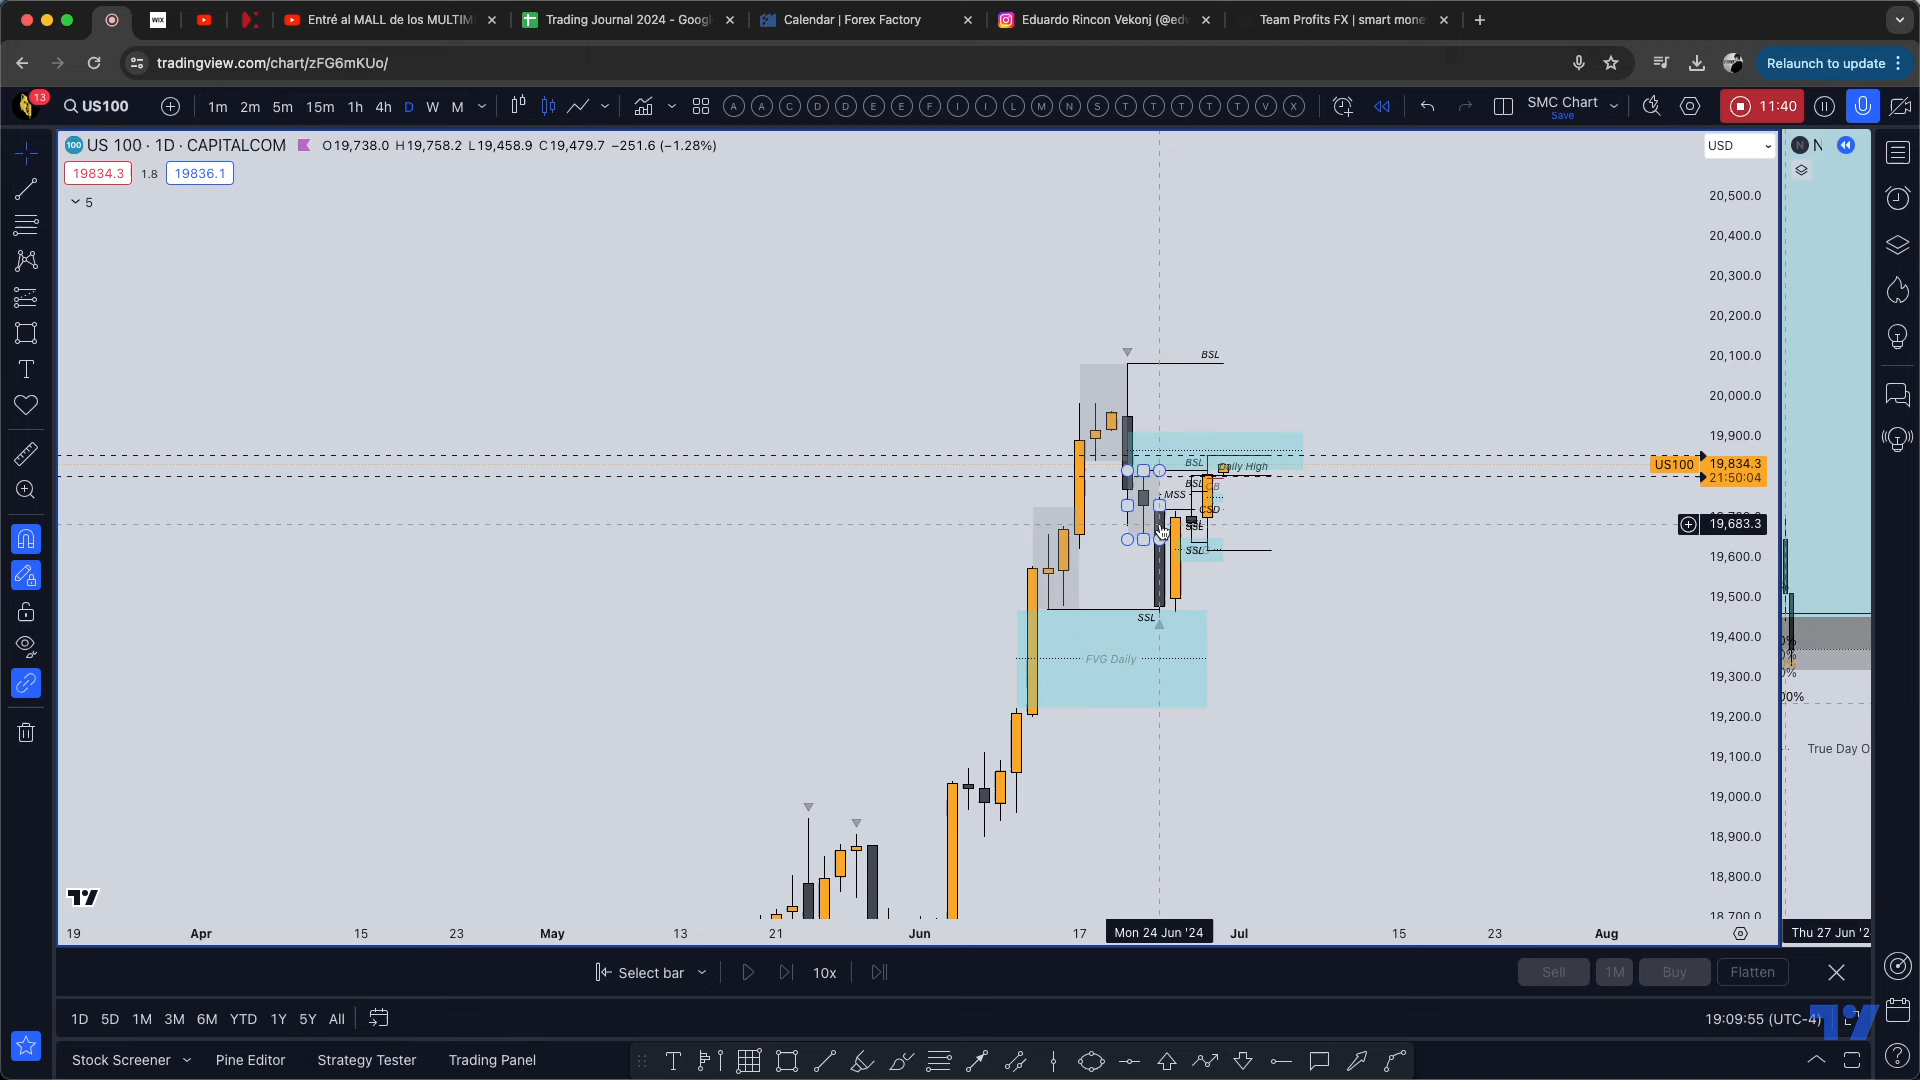 WIX
Entré al MALL de los MULTIM
Trading Journal 2024 - Googl
Calendar | Forex Factory
Eduardo Rincon Vekonj (@ed
Team Profits FX | smart mone
tradingview.com/chart/zFG6mKUo/
Relaunch to update
13
US100
1m 2m 5m 15m 1h 4h D W M
A A C D D E E F I I L M N S T T T T T V X
SMC Chart
Save
11:40
100
US 100 · 1D · CAPITALCOM
O19,738.0 H19,758.2 L19,458.9 C19,479.7 −251.6 (−1.28%)
USD
N N
19834.3 1.8 19836.1
5
20,500.0
20,400.0
20,300.0
20,200.0
BSL
20,100.0
20,000.0
19,900.0
BSL
Daily High
US100 19,834.3
21:50:04
BSL
MSS
CSD
19,683.3
SSL
SSL
19,600.0
19,500.0
SSL
19,400.0
FVG Daily
19,300.0
19,200.0
19,100.0
19,000.0
18,900.0
18,800.0
18,700.0
True Day O
19 Apr 15 23 May 13 21 Jun 17 Mon 24 Jun '24 Jul 15 23 Aug
Thu 27 Jun '2
Select bar
10x
Sell 1M Buy Flatten
1D 5D 1M 3M 6M YTD 1Y 5Y All
19:09:55 (UTC-4)
Stock Screener Pine Editor Strategy Tester Trading Panel